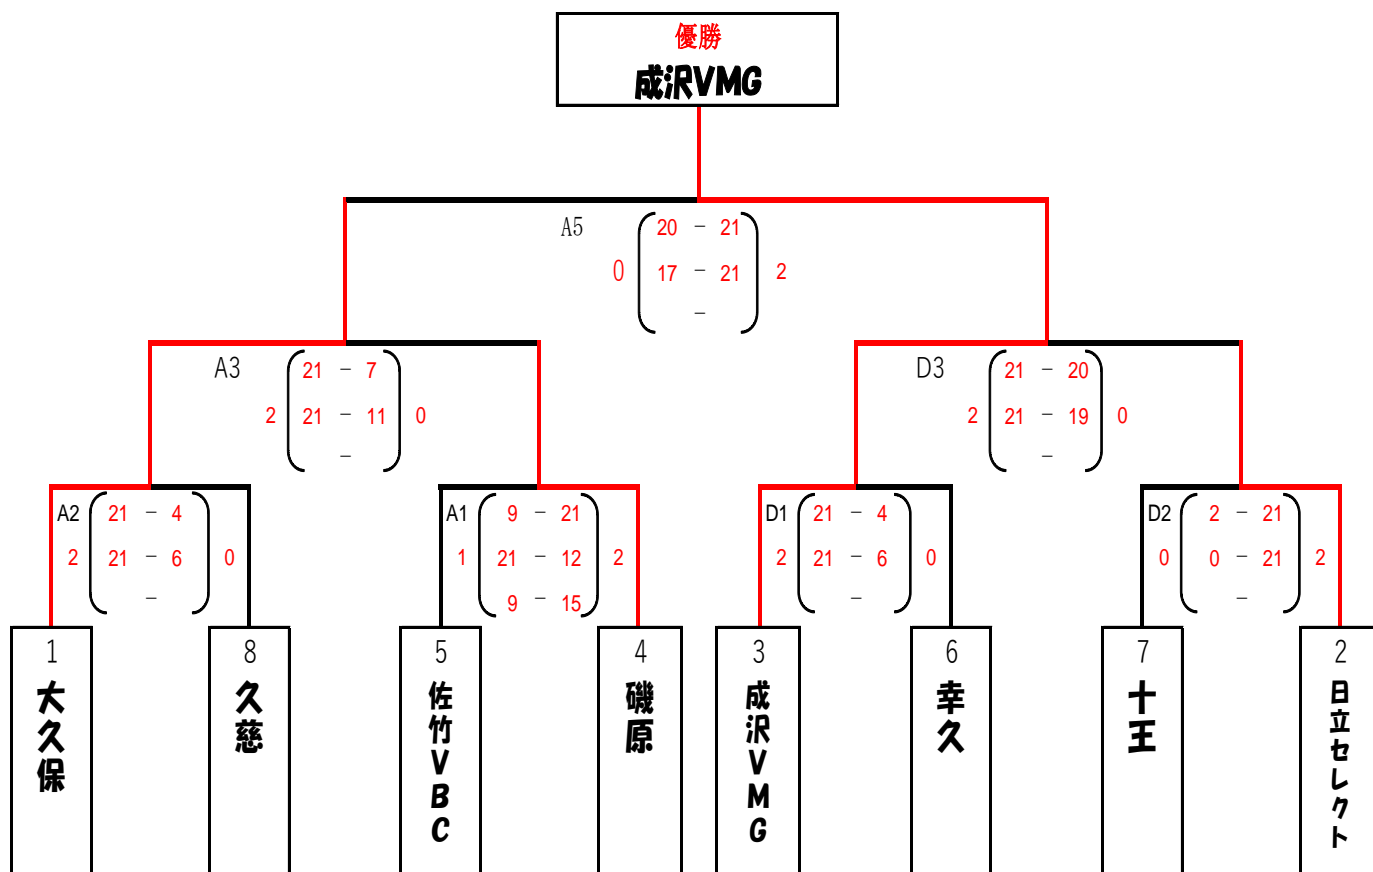 優勝
成沢VMG
A5
20 - 21
0 17 - 21 2
-
A3
21 - 7
2 21 - 11 0
-
D3
21 - 20
2 21 - 19 0
-
A2 21 - 4
2 21 - 6 0
-
A1 9 - 21
1 21 - 12 2
9 - 15
D1 21 - 4
2 21 - 6 0
-
D2 2 - 21
0 0 - 21 2
-
1
大久保
8
久慈
5
佐竹VBC
4
磯原
3
成沢VMG
6
幸久
7
十王
2
日立セレクト